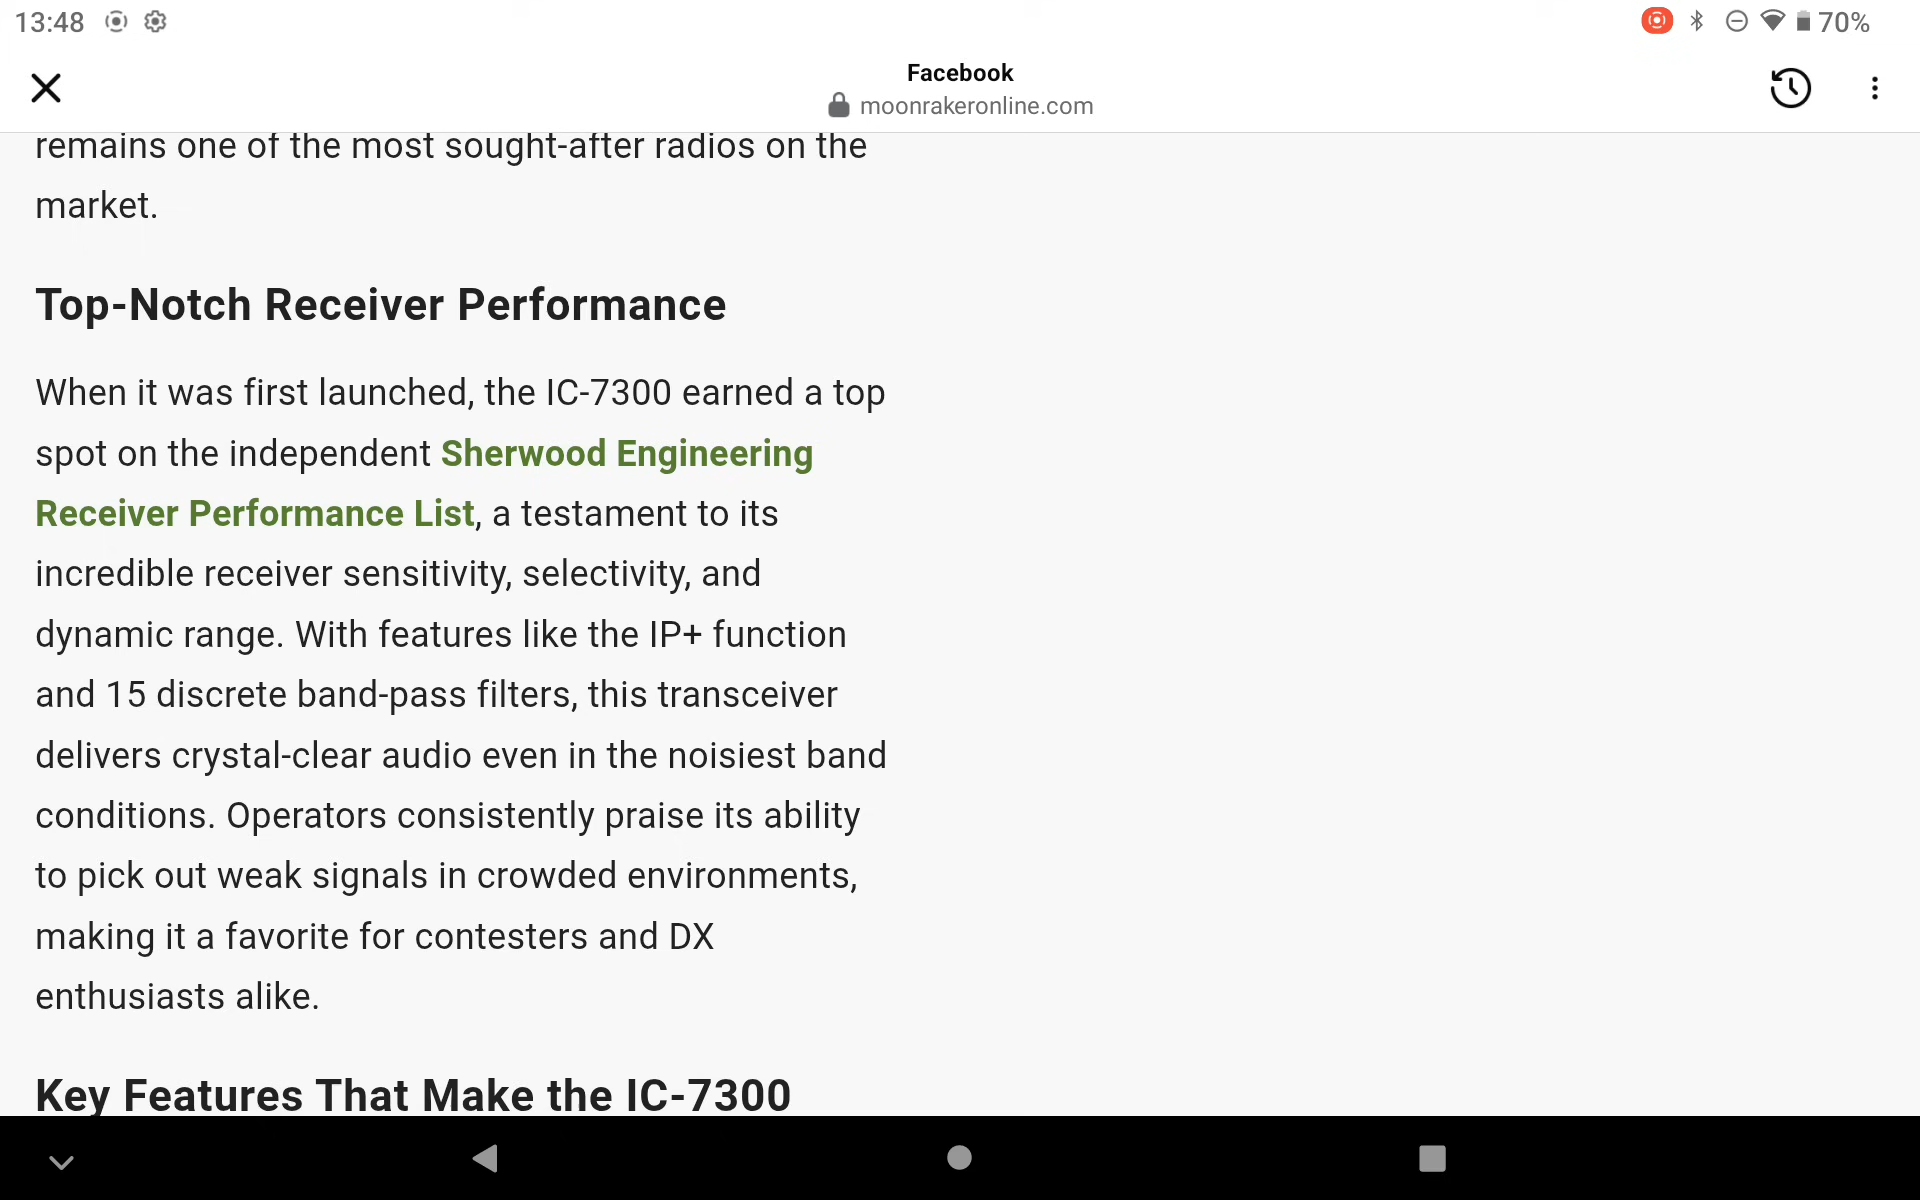 13:48
70%
Facebook
moonrakeronline.com
remains one of the most sought-after radios on the
market.
Top-Notch Receiver Performance
When it was first launched, the IC-7300 earned a top
spot on the independent Sherwood Engineering
Receiver Performance List, a testament to its
incredible receiver sensitivity, selectivity, and
dynamic range. With features like the IP+ function
and 15 discrete band-pass filters, this transceiver
delivers crystal-clear audio even in the noisiest band
conditions. Operators consistently praise its ability
to pick out weak signals in crowded environments,
making it a favorite for contesters and DX
enthusiasts alike.
Key Features That Make the IC-7300